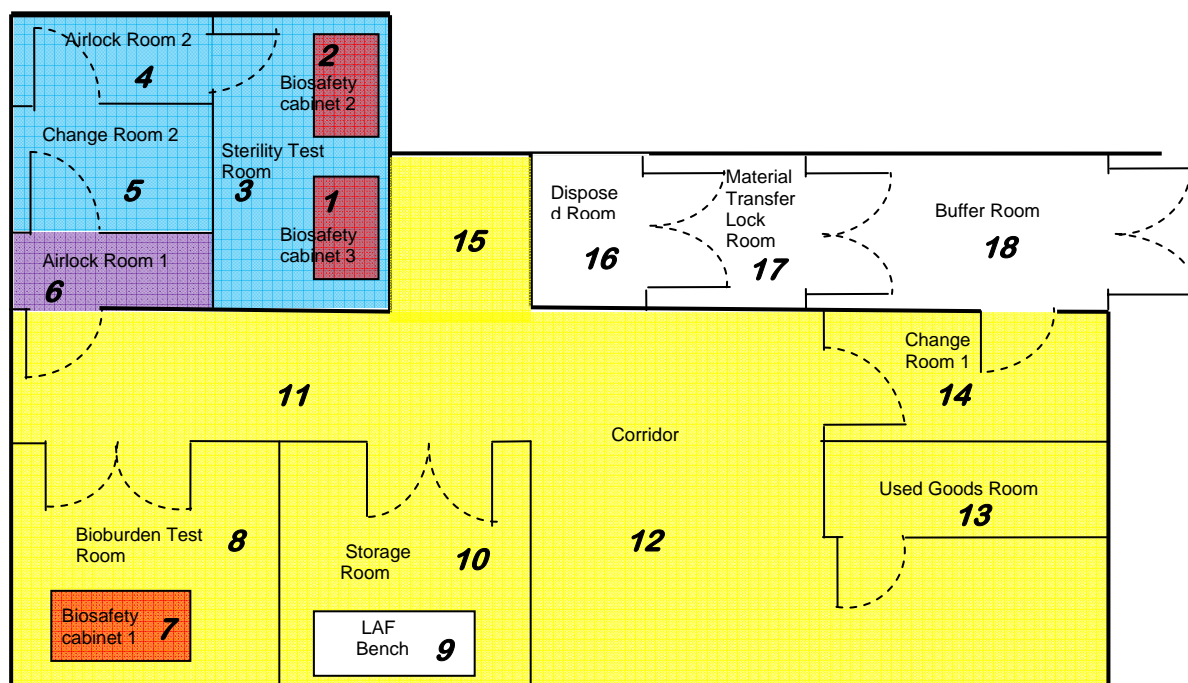 Airlock Room 2
4
2
Biosafety
cabinet 2
Change Room 2
5
Sterility Test
Room
3
1
Biosafety
cabinet 3
Airlock Room 1
6
15
Dispose
d Room
16
Material
Transfer
Lock
Room
17
Buffer Room
18
Change
Room 1
14
11
Corridor
12
Used Goods Room
13
Bioburden Test
Room
8
Biosafety
cabinet 1
7
Storage
Room
10
LAF
Bench
9